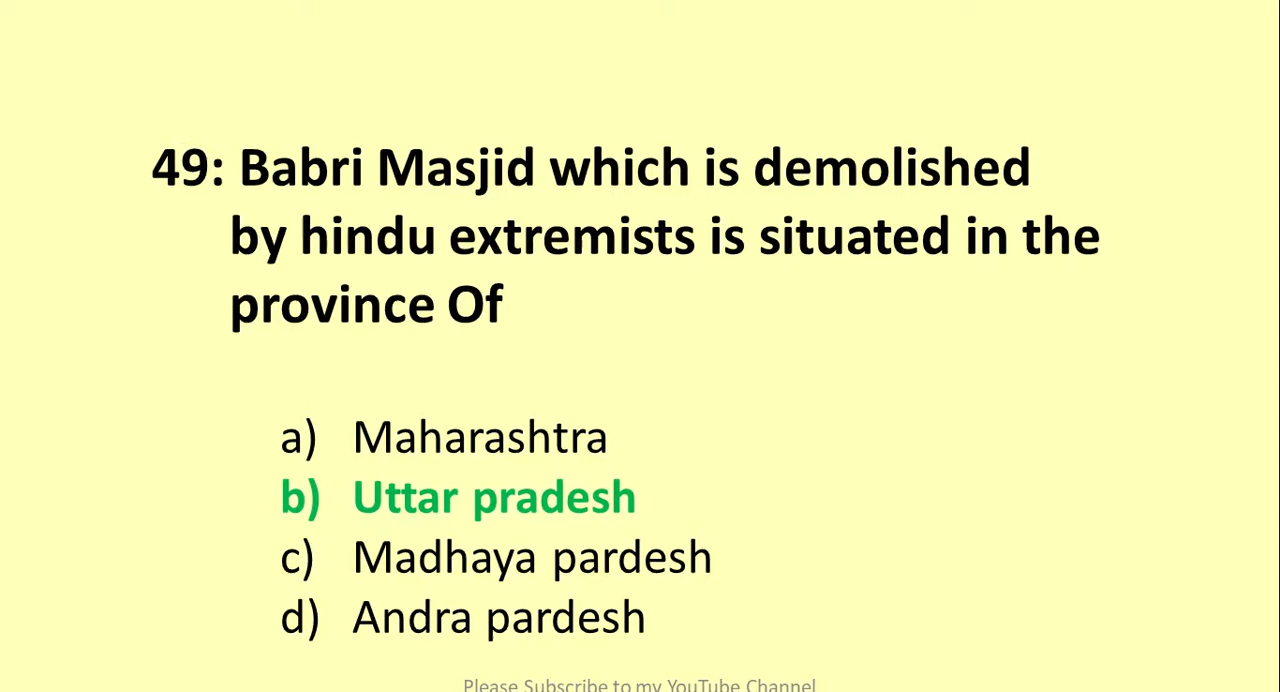 49: Babri Masjid which is demolished
by hindu extremists is situated in the
province Of
a) Maharashtra
b) Uttar pradesh
c) Madhaya pardesh
d) Andra pardesh
Please Subscribe to my YouTube Channel